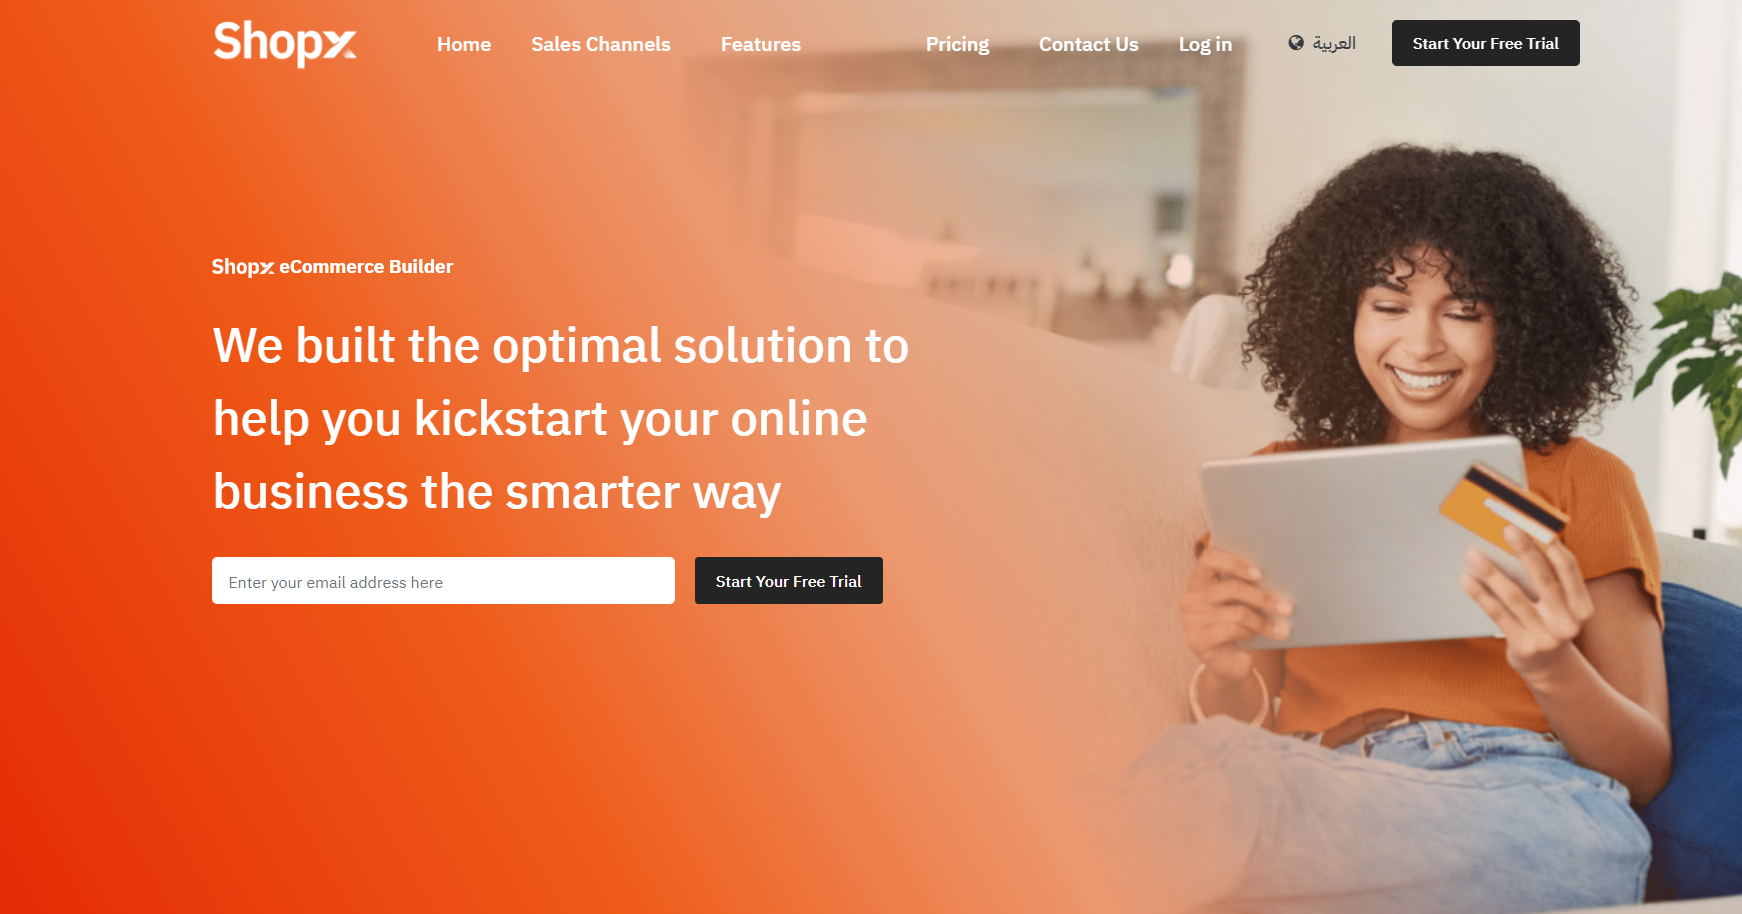 Shopx
Home Sales Channels Features Pricing Contact Us Log in العربية Start Your Free Trial
Shopx eCommerce Builder
We built the optimal solution to
help you kickstart your online
business the smarter way
Enter your email address here Start Your Free Trial